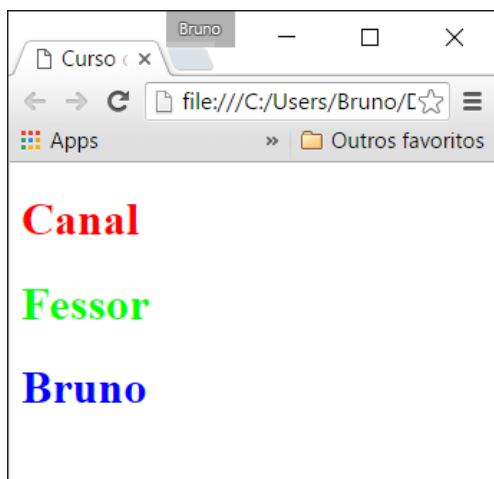 Bruno
Curso
file:///C:/Users/Bruno/D
Apps » Outros favoritos
Canal
Fessor
Bruno